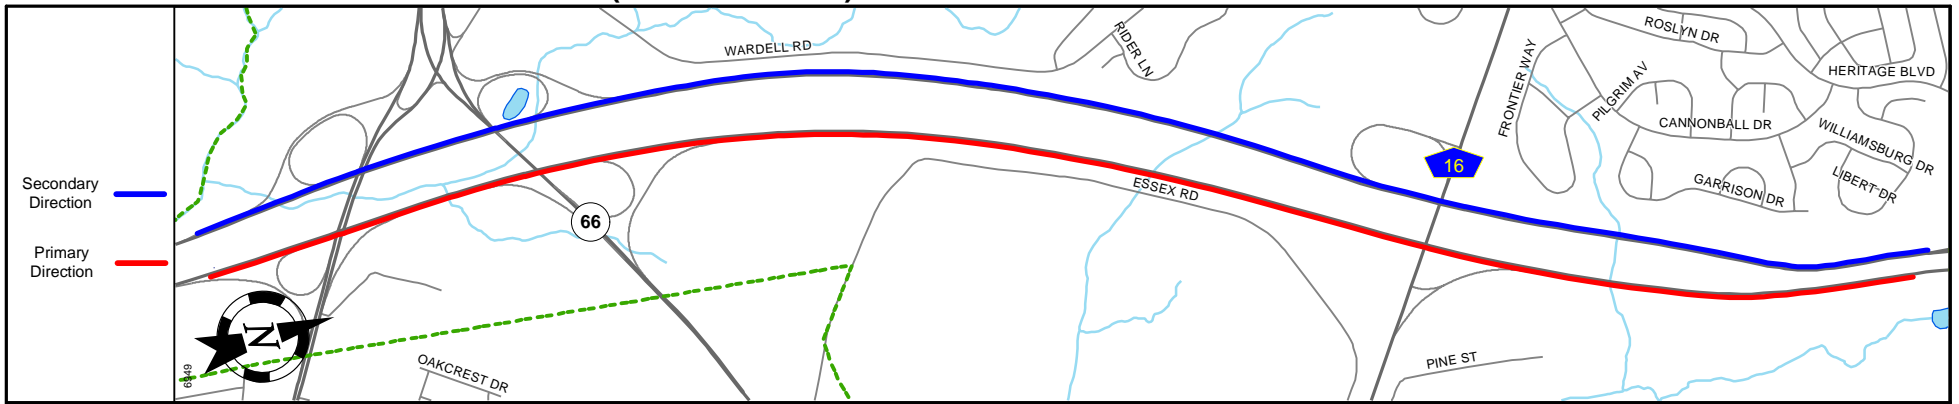 Secondary
Direction
Primary
Direction
WARDELL RD
RIDER LN
ROSLYN DR
HERITAGE BLVD
FRONTIER WAY
PILGRIM AV
CANNONBALL DR
WILLIAMSBURG DR
16
GARRISON DR
LIBERT DR
ESSEX RD
66
N
6949
OAKCREST DR
PINE ST